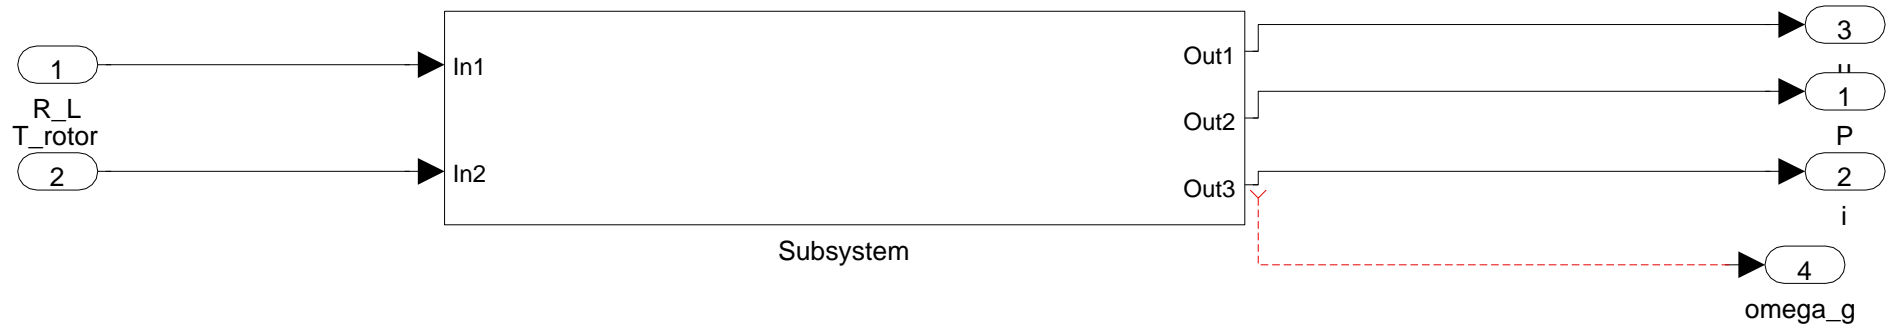 3
In1
Out1
1
R_L
1
Out2
P
T_rotor
2
In2
Out3
2
i
Subsystem
4
omega_g